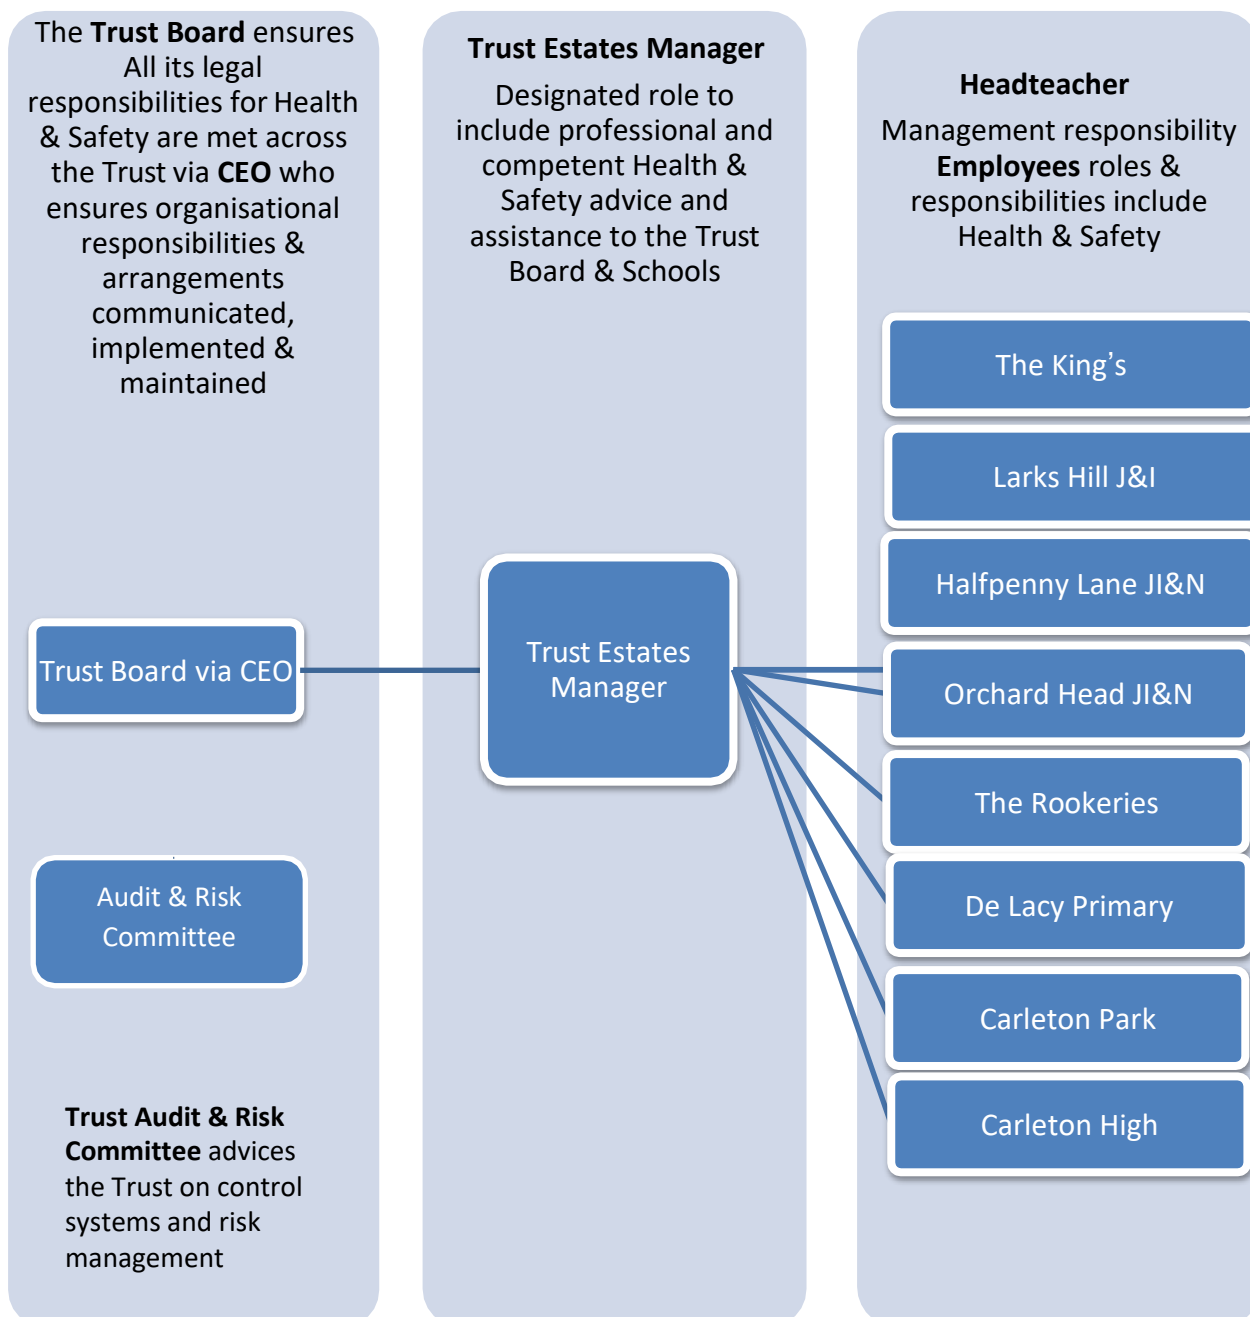 The Trust Board ensures
All its legal
responsibilities for Health
& Safety are met across
the Trust via CEO who
ensures organisational
responsibilities &
arrangements
communicated,
implemented &
maintained
Trust Board via CEO
Audit & Risk
Committee
Trust Audit & Risk
Committee advices
the Trust on control
systems and risk
management
Trust Estates Manager
Designated role to
include professional and
competent Health &
Safety advice and
assistance to the Trust
Board & Schools
Trust Estates
Manager
Headteacher
Management responsibility
Employees roles &
responsibilities include
Health & Safety
The King’s
Larks Hill J&I
Halfpenny Lane JI&N
Orchard Head JI&N
The Rookeries
De Lacy Primary
Carleton Park
Carleton High